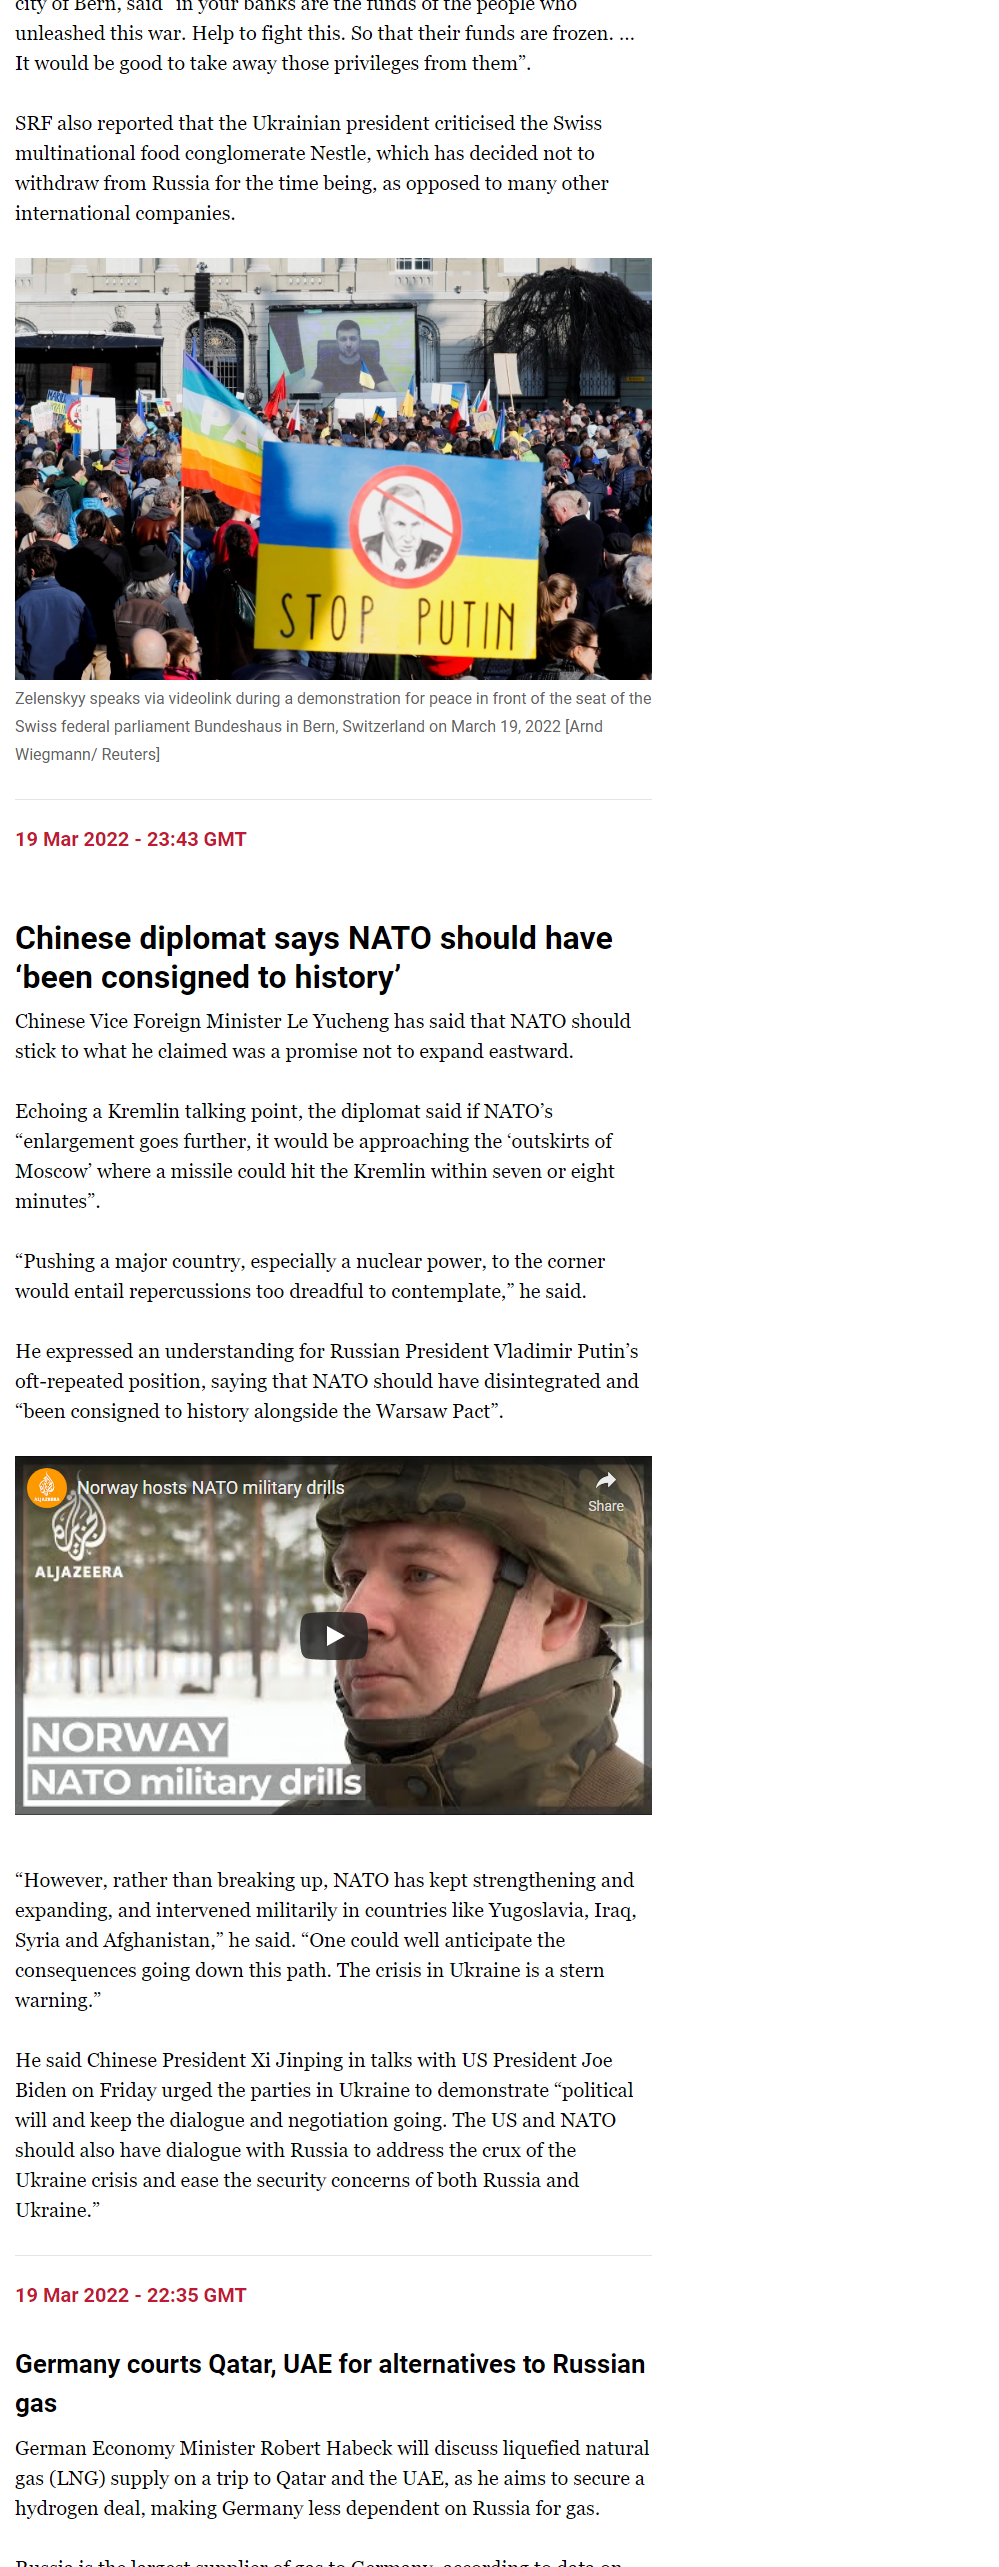 city of Bern, said “in your banks are the funds of the people who
unleashed this war. Help to fight this. So that their funds are frozen. …
It would be good to take away those privileges from them”.
SRF also reported that the Ukrainian president criticised the Swiss
multinational food conglomerate Nestle, which has decided not to
withdraw from Russia for the time being, as opposed to many other
international companies.
PA
STOP PUTIN
Zelenskyy speaks via videolink during a demonstration for peace in front of the seat of the
Swiss federal parliament Bundeshaus in Bern, Switzerland on March 19, 2022 [Arnd
Wiegmann/ Reuters]
19 Mar 2022 - 23:43 GMT
Chinese diplomat says NATO should have
‘been consigned to history’
Chinese Vice Foreign Minister Le Yucheng has said that NATO should
stick to what he claimed was a promise not to expand eastward.
Echoing a Kremlin talking point, the diplomat said if NATO’s
“enlargement goes further, it would be approaching the ‘outskirts of
Moscow’ where a missile could hit the Kremlin within seven or eight
minutes”.
“Pushing a major country, especially a nuclear power, to the corner
would entail repercussions too dreadful to contemplate,” he said.
He expressed an understanding for Russian President Vladimir Putin’s
oft-repeated position, saying that NATO should have disintegrated and
“been consigned to history alongside the Warsaw Pact”.
Norway hosts NATO military drills
Share
ALJAZEERA
ALJAZEERA
NORWAY
NATO military drills
“However, rather than breaking up, NATO has kept strengthening and
expanding, and intervened militarily in countries like Yugoslavia, Iraq,
Syria and Afghanistan,” he said. “One could well anticipate the
consequences going down this path. The crisis in Ukraine is a stern
warning.”
He said Chinese President Xi Jinping in talks with US President Joe
Biden on Friday urged the parties in Ukraine to demonstrate “political
will and keep the dialogue and negotiation going. The US and NATO
should also have dialogue with Russia to address the crux of the
Ukraine crisis and ease the security concerns of both Russia and
Ukraine.”
19 Mar 2022 - 22:35 GMT
Germany courts Qatar, UAE for alternatives to Russian
gas
German Economy Minister Robert Habeck will discuss liquefied natural
gas (LNG) supply on a trip to Qatar and the UAE, as he aims to secure a
hydrogen deal, making Germany less dependent on Russia for gas.
Russia is the largest supplier of gas to Germany, according to data on